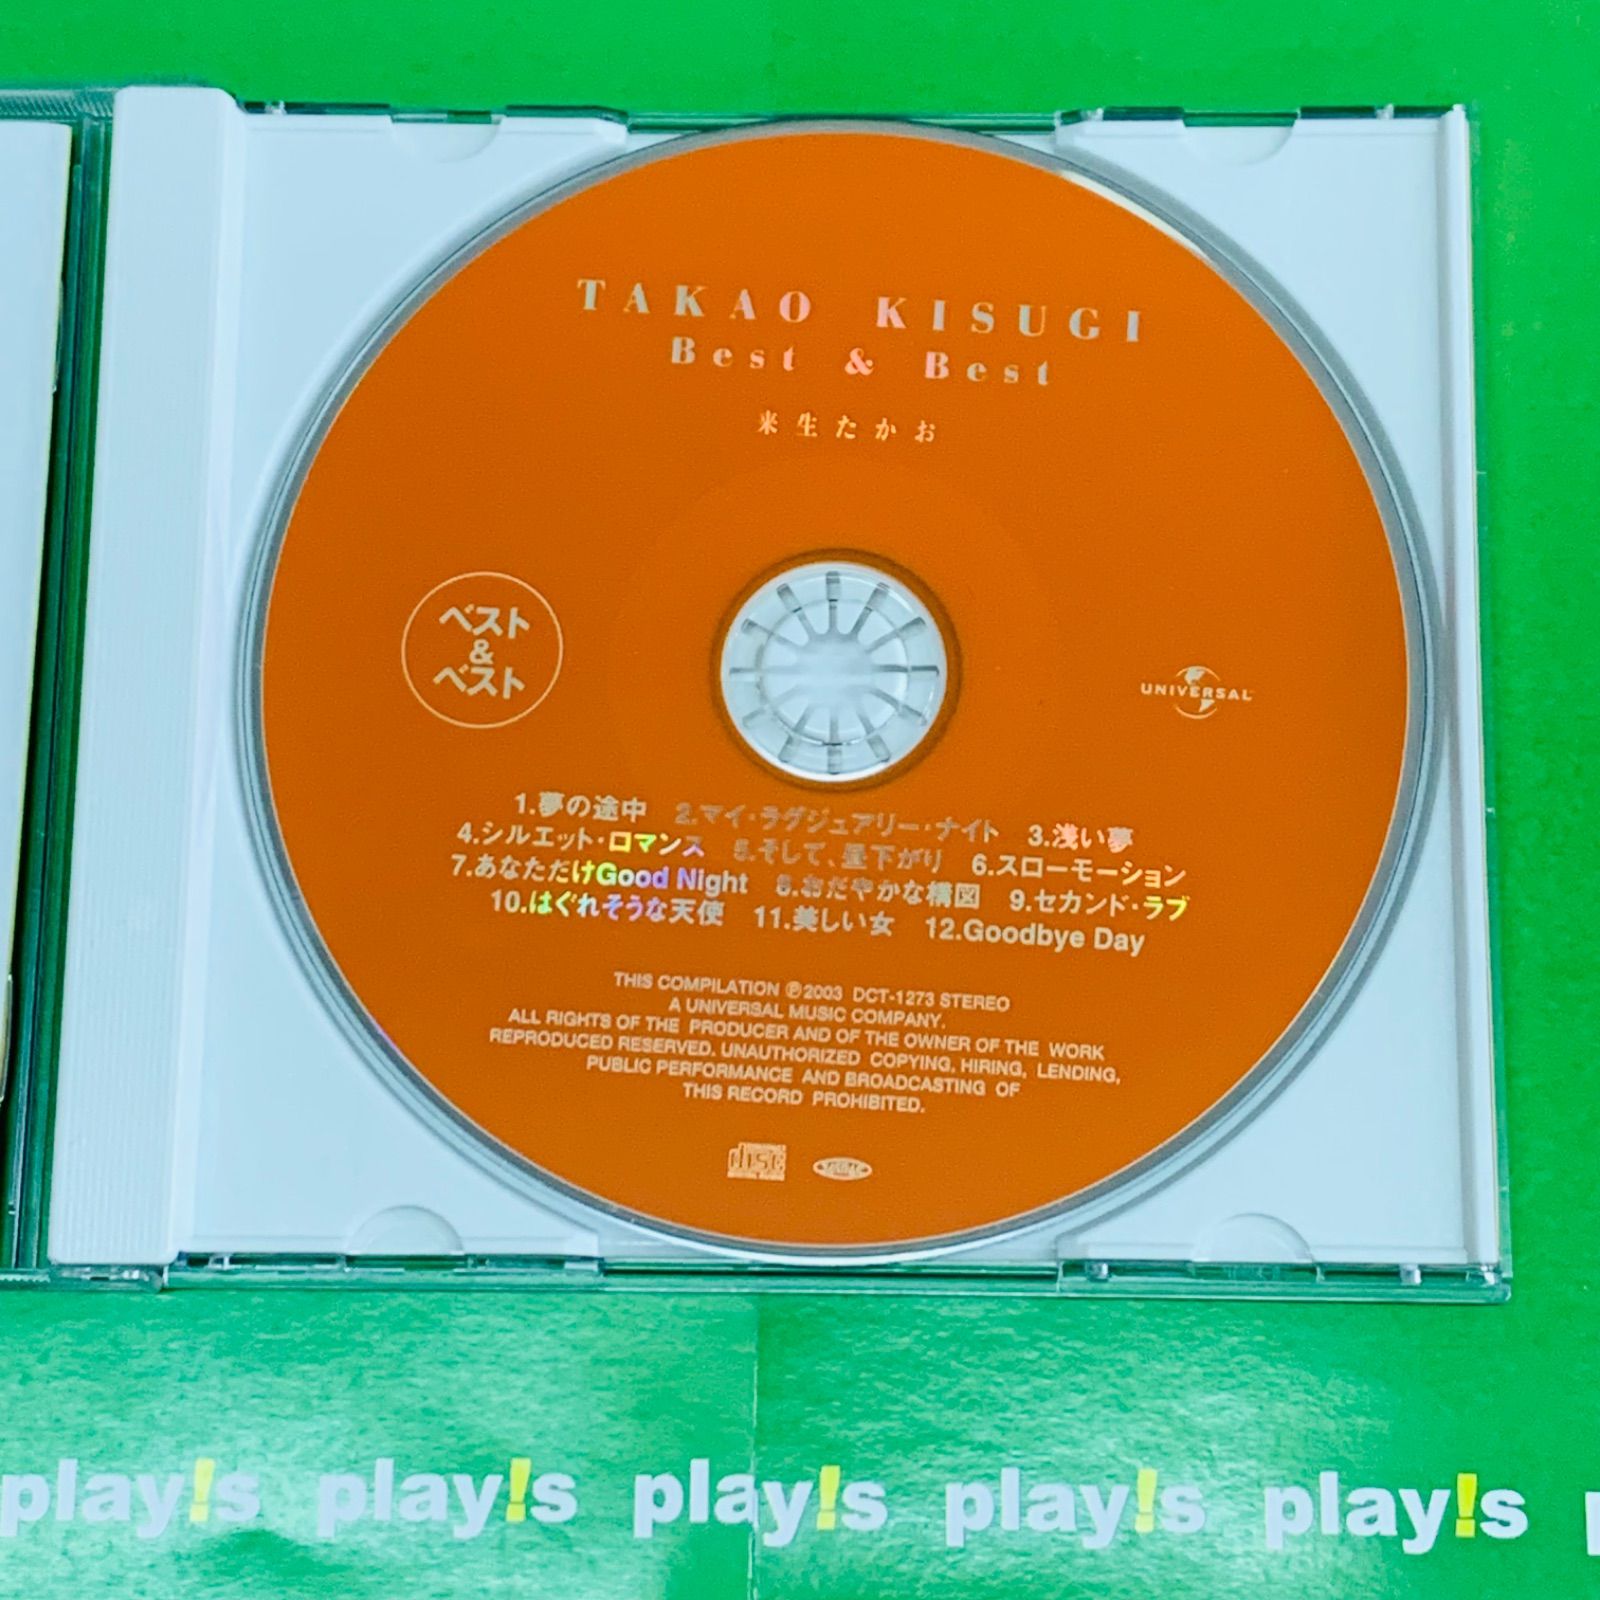 TAKAO KISUGI
Best & Best
来生たかお
ベスト
&
ベスト
UNIVERSAL
1.夢の途中 2.マイ・ラグジュアリー・ナイト 3.浅い夢
4.シルエット・ロマンス 5.そして、昼下がり 6.スローモーション
7.あなただけGood Night 8.おだやかな構図 9.セカンド・ラブ
10.はぐれそうな天使 11.美しい女 12.Goodbye Day
THIS COMPILATION ℗2003 DCT-1273 STEREO
A UNIVERSAL MUSIC COMPANY.
ALL RIGHTS OF THE PRODUCER AND OF THE OWNER OF THE WORK
REPRODUCED RESERVED. UNAUTHORIZED COPYING, HIRING, LENDING,
PUBLIC PERFORMANCE AND BROADCASTING OF
THIS RECORD PROHIBITED.
disc
play!s play!s play!s play!s play!s